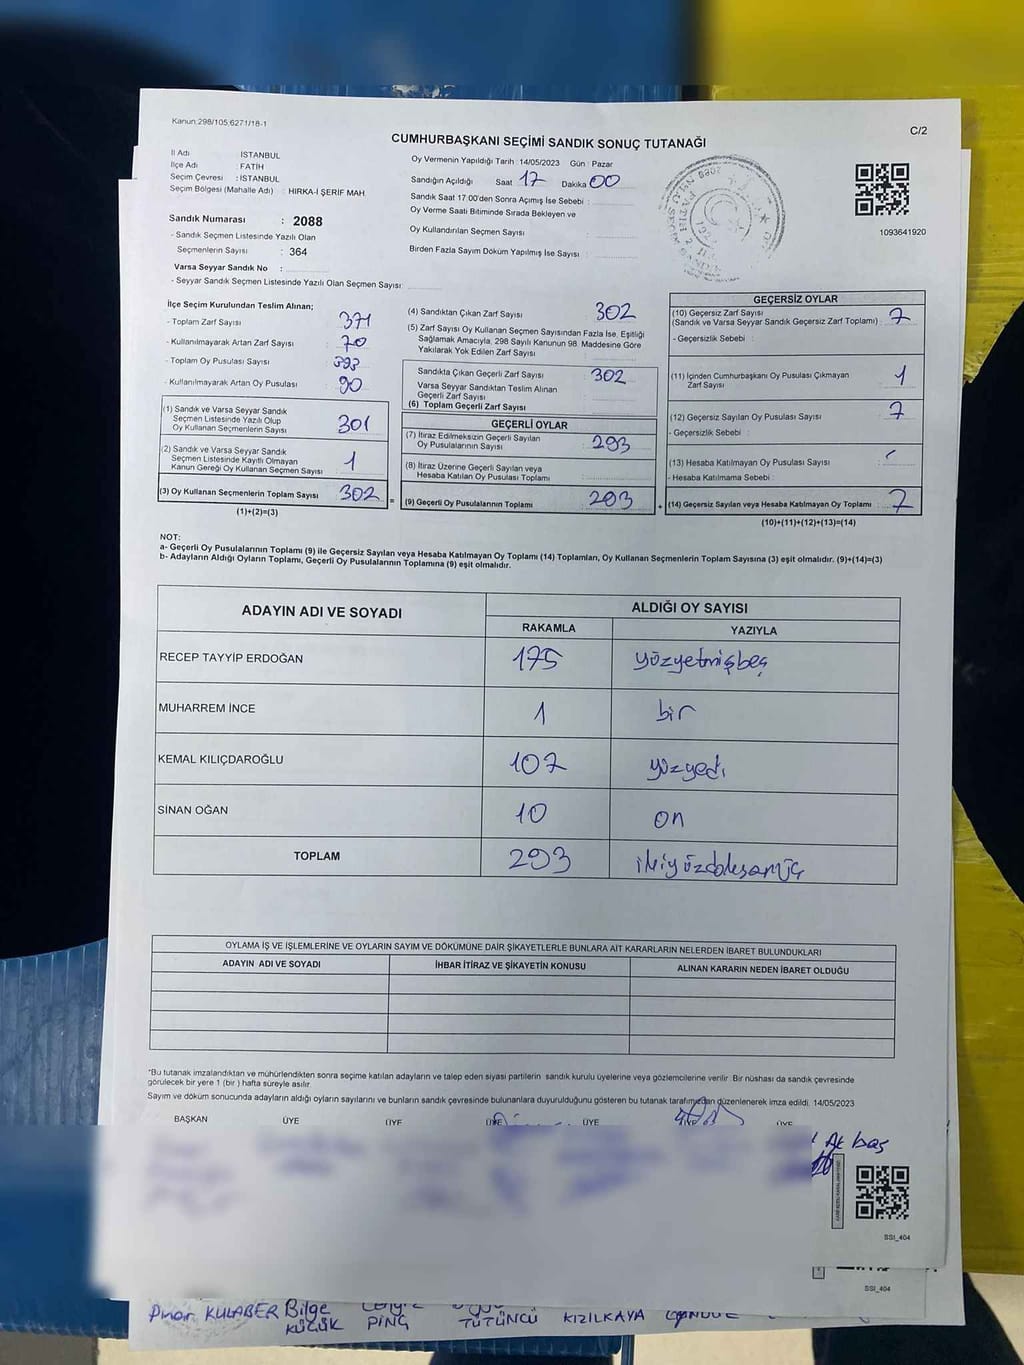 Kanun.298/105,6271/18-1
C/2
CUMHURBAŞKANI SEÇİMİ SANDIK SONUÇ TUTANAĞI
İl Adı : İSTANBUL
İlçe Adı : FATİH
Seçim Çevresi : İSTANBUL
Seçim Bölgesi (Mahalle Adı) : HIRKA-İ ŞERİF MAH
Sandık Numarası : 2088
- Sandık Seçmen Listesinde Yazılı Olan
Seçmenlerin Sayısı : 364
Varsa Seyyar Sandık No :
- Seyyar Sandık Seçmen Listesinde Yazılı Olan Seçmen Sayısı:
Oy Vermenin Yapıldığı Tarih : 14/05/2023 Gün : Pazar
Sandığın Açıldığı Saat 17 Dakika 00
Sandık Saat 17:00'den Sonra Açımış İse Sebebi :
Oy Verme Saati Bitiminde Sırada Bekleyen ve
Oy Kullandırılan Seçmen Sayısı :
Birden Fazla Sayım Döküm Yapılmış İse Sayısı :
1093641920
İlçe Seçim Kurulundan Teslim Alınan;
- Toplam Zarf Sayısı : 371
- Kullanılmayarak Artan Zarf Sayısı : 70
- Toplam Oy Pusulası Sayısı : 393
- Kullanılmayarak Artan Oy Pusulası : 90
(1) Sandık ve Varsa Seyyar Sandık
Seçmen Listesinde Yazılı Olup
Oy Kullanan Seçmenlerin Sayısı : 301
(2) Sandık ve Varsa Seyyar Sandık
Seçmen Listesinde Kayıtlı Olmayan
Kanun Gereği Oy Kullanan Seçmen Sayısı : 1
(3) Oy Kullanan Seçmenlerin Toplam Sayısı : 302 =
(1)+(2)=(3)
(4) Sandıktan Çıkan Zarf Sayısı : 302
(5) Zarf Sayısı Oy Kullanan Seçmen Sayısından Fazla İse, Eşitliği
Sağlamak Amacıyla, 298 Sayılı Kanunun 98. Maddesine Göre
Yakılarak Yok Edilen Zarf Sayısı :
Sandıkta Çıkan Geçerli Zarf Sayısı : 302
Varsa Seyyar Sandıktan Teslim Alınan
Geçerli Zarf Sayısı :
(6) Toplam Geçerli Zarf Sayısı
GEÇERLİ OYLAR
(7) İtiraz Edilmeksizin Geçerli Sayılan
Oy Pusulalarının Sayısı : 293
(8) İtiraz Üzerine Geçerli Sayılan veya
Hesaba Katılan Oy Pusulası Toplamı :
(9) Geçerli Oy Pusulalarının Toplamı : 293 +
GEÇERSİZ OYLAR
(10) Geçersiz Zarf Sayısı
(Sandık ve Varsa Seyyar Sandık Geçersiz Zarf Toplamı) : 7
- Geçersizlik Sebebi :
(11) İçinden Cumhurbaşkanı Oy Pusulası Çıkmayan
Zarf Sayısı : 1
(12) Geçersiz Sayılan Oy Pusulası Sayısı : 7
- Geçersizlik Sebebi :
(13) Hesaba Katılmayan Oy Pusulası Sayısı :
- Hesaba Katılmama Sebebi :
(14) Geçersiz Sayılan veya Hesaba Katılmayan Oy Toplamı : 7
(10)+(11)+(12)+(13)=(14)
NOT:
a- Geçerli Oy Pusulalarının Toplamı (9) ile Geçersiz Sayılan veya Hesaba Katılmayan Oy Toplamı (14) Toplamları, Oy Kullanan Seçmenlerin Toplam Sayısına (3) eşit olmalıdır. (9)+(14)=(3)
b- Adayların Aldığı Oyların Toplamı, Geçerli Oy Pusulalarının Toplamına (9) eşit olmalıdır.
ADAYIN ADI VE SOYADI ALDIĞI OY SAYISI
RAKAMLA YAZIYLA
RECEP TAYYİP ERDOĞAN 175 yüzyetmişbeş
MUHARREM İNCE 1 bir
KEMAL KILIÇDAROĞLU 107 yüzyedi
SİNAN OĞAN 10 on
TOPLAM 293 ikiyüzdoksanüç
OYLAMA İŞ VE İŞLEMLERİNE VE OYLARIN SAYIM VE DÖKÜMÜNE DAİR ŞİKAYETLERLE BUNLARA AİT KARARLARIN NELERDEN İBARET BULUNDUKLARI
ADAYIN ADI VE SOYADI İHBAR İTİRAZ VE ŞİKAYETİN KONUSU ALINAN KARARIN NEDEN İBARET OLDUĞU
*Bu tutanak imzalandıktan ve mühürlendikten sonra seçime katılan adayların ve talep eden siyasi partilerin sandık kurulu üyelerine veya gözlemcilerine verilir. Bir nüshası da sandık çevresinde
görülecek bir yere 1 (bir) hafta süreyle asılır.
Sayım ve döküm sonucunda adayların aldığı oyların sayılarını ve bunların sandık çevresinde bulunanlara duyurulduğunu gösteren bu tutanak tarafımızdan düzenlenerek imza edildi. 14/05/2023
BAŞKAN ÜYE ÜYE ÜYE ÜYE ÜYE ÜYE
Akbaş
SSI_404
SSI_404
Pınar KULABER Bilge KÜÇÜK PİNÇ TÜTÜNCÜ KIZILKAYA